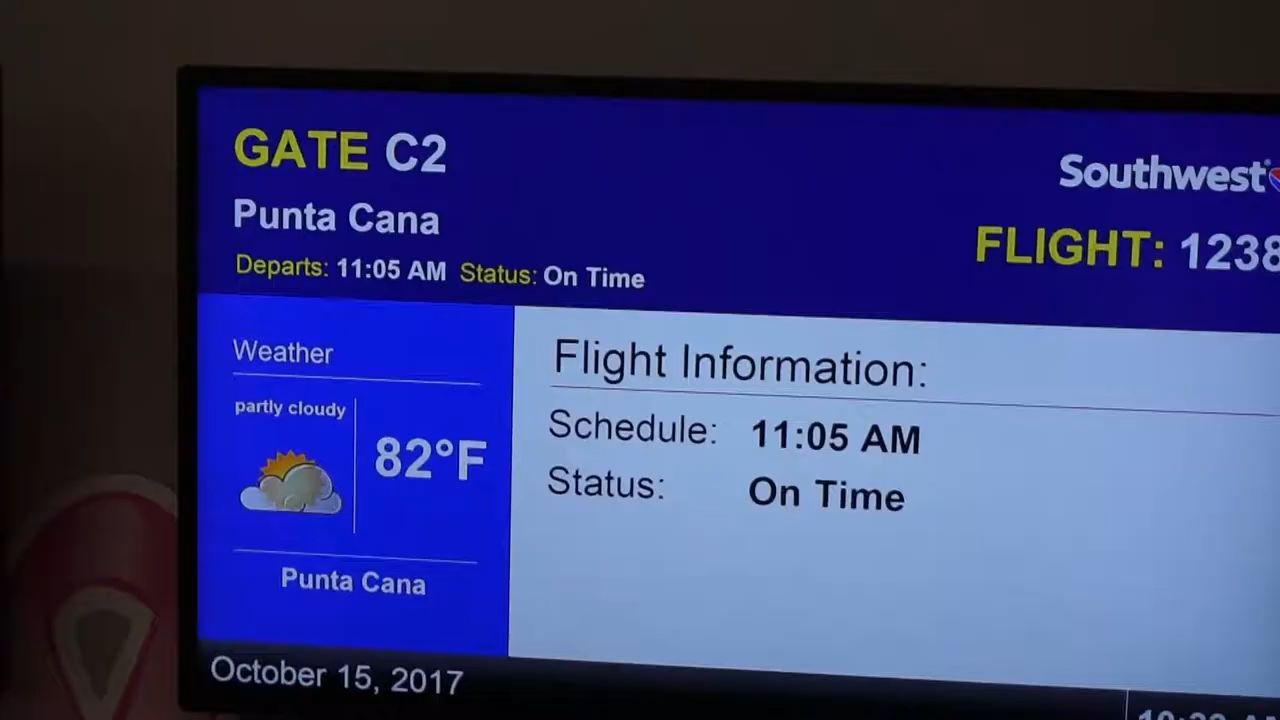 GATE C2
Southwest
Punta Cana
FLIGHT: 1238
Departs: 11:05 AM Status: On Time
Weather
partly cloudy
82°F
Punta Cana
Flight Information:
Schedule: 11:05 AM
Status: On Time
October 15, 2017